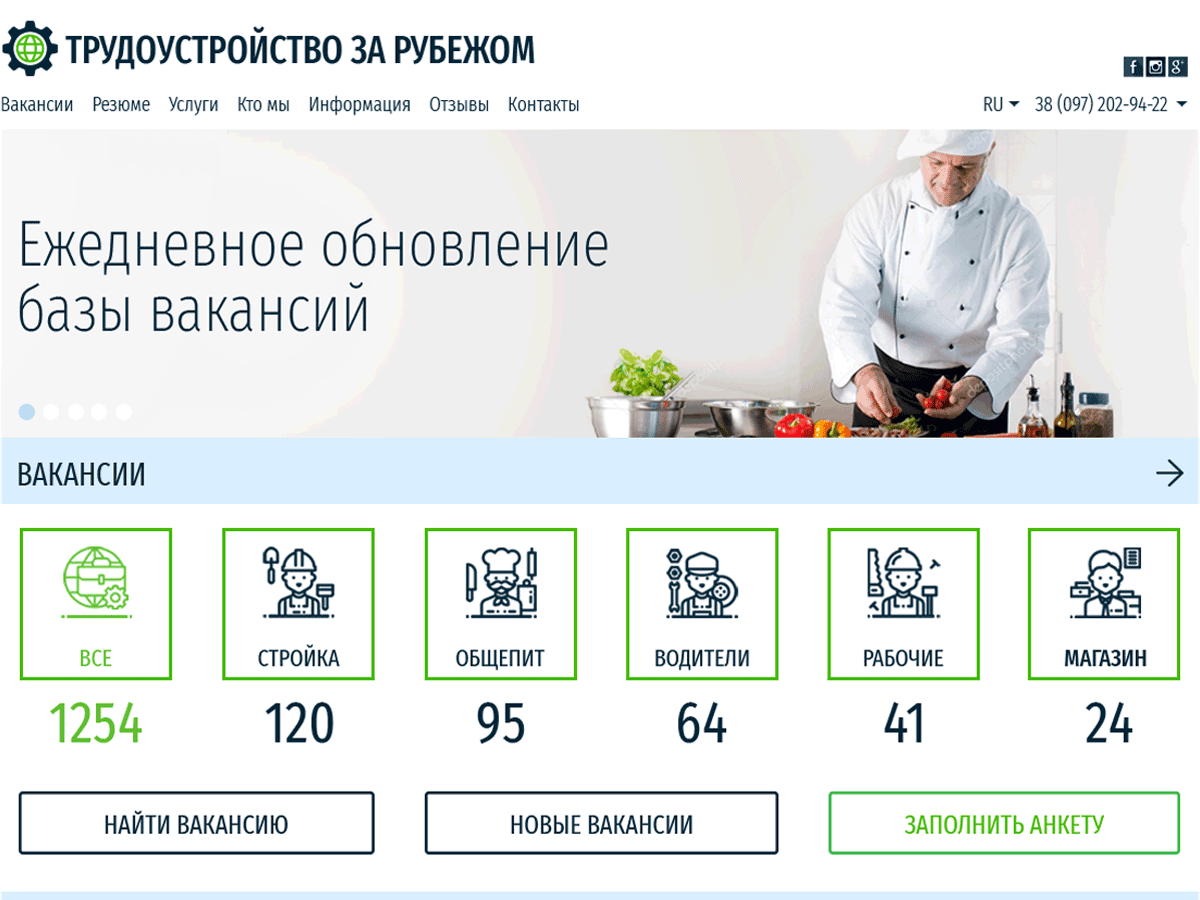 ТРУДОУСТРОЙСТВО ЗА РУБЕЖОМ
f g+
Вакансии Резюме Услуги Кто мы Информация Отзывы Контакты RU 38 (097) 202-94-22
Ежедневное обновление
базы вакансий
ВАКАНСИИ
ВСЕ СТРОЙКА ОБЩЕПИТ ВОДИТЕЛИ РАБОЧИЕ МАГАЗИН
1254 120 95 64 41 24
НАЙТИ ВАКАНСИЮ НОВЫЕ ВАКАНСИИ ЗАПОЛНИТЬ АНКЕТУ